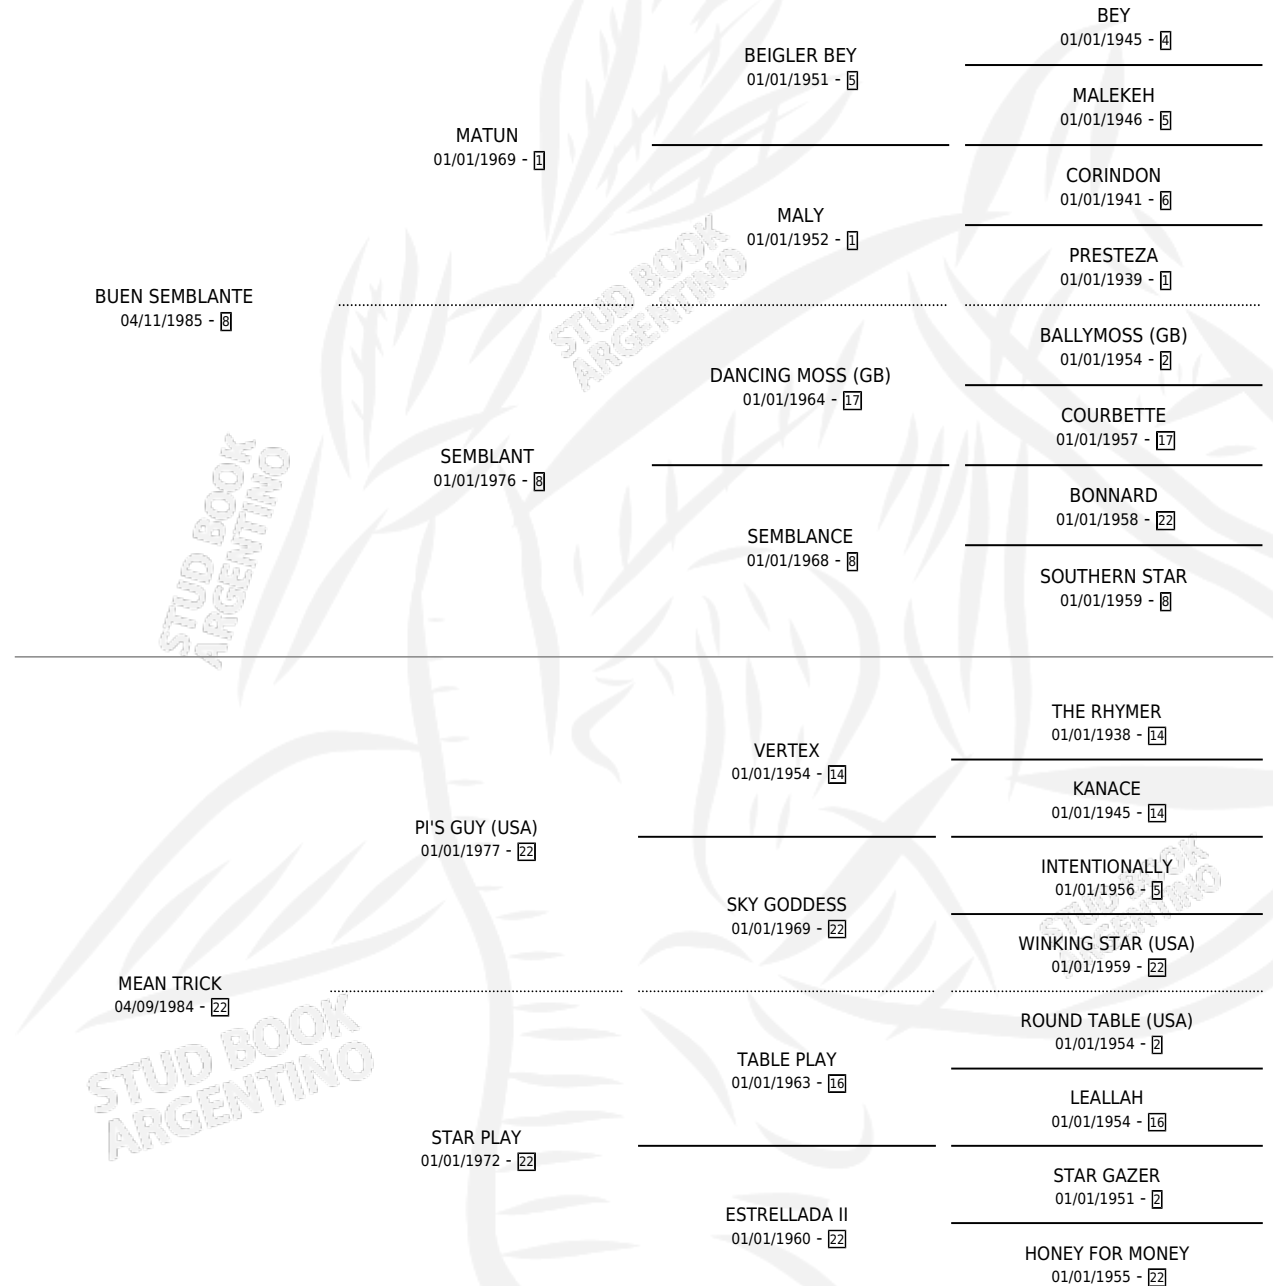 BEY
01/01/1945 - 4
BEIGLER BEY
01/01/1951 - 5
MALEKEH
01/01/1946 - 5
MATUN
01/01/1969 - 1
CORINDON
01/01/1941 - 6
MALY
01/01/1952 - 1
PRESTEZA
01/01/1939 - 1
BUEN SEMBLANTE
04/11/1985 - 8
BALLYMOSS (GB)
01/01/1954 - 2
DANCING MOSS (GB)
01/01/1964 - 17
COURBETTE
01/01/1957 - 17
SEMBLANT
01/01/1976 - 8
BONNARD
01/01/1958 - 22
SEMBLANCE
01/01/1968 - 8
SOUTHERN STAR
01/01/1959 - 8
THE RHYMER
01/01/1938 - 14
VERTEX
01/01/1954 - 14
KANACE
01/01/1945 - 14
PI'S GUY (USA)
01/01/1977 - 22
INTENTIONALLY
01/01/1956 - 5
SKY GODDESS
01/01/1969 - 22
WINKING STAR (USA)
01/01/1959 - 22
MEAN TRICK
04/09/1984 - 22
ROUND TABLE (USA)
01/01/1954 - 2
TABLE PLAY
01/01/1963 - 16
LEALLAH
01/01/1954 - 16
STAR PLAY
01/01/1972 - 22
STAR GAZER
01/01/1951 - 2
ESTRELLADA II
01/01/1960 - 22
HONEY FOR MONEY
01/01/1955 - 22
STUD BOOK
ARGENTINO
STUD BOOK
ARGENTINO
STUD BOOK
ARGENTINO
STUD BOOK
ARGENTINO